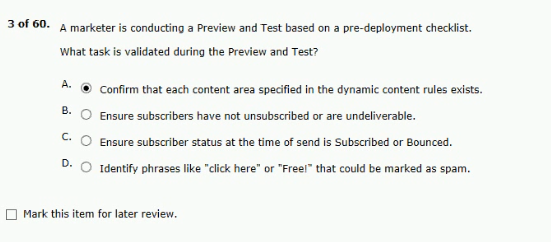 3 of 60. A marketer is conducting a Preview and Test based on a pre-deployment checklist.
What task is validated during the Preview and Test?
A. Confirm that each content area specified in the dynamic content rules exists.
B. Ensure subscribers have not unsubscribed or are undeliverable.
C. Ensure subscriber status at the time of send is Subscribed or Bounced.
D. Identify phrases like "click here" or "Free!" that could be marked as spam.
Mark this item for later review.